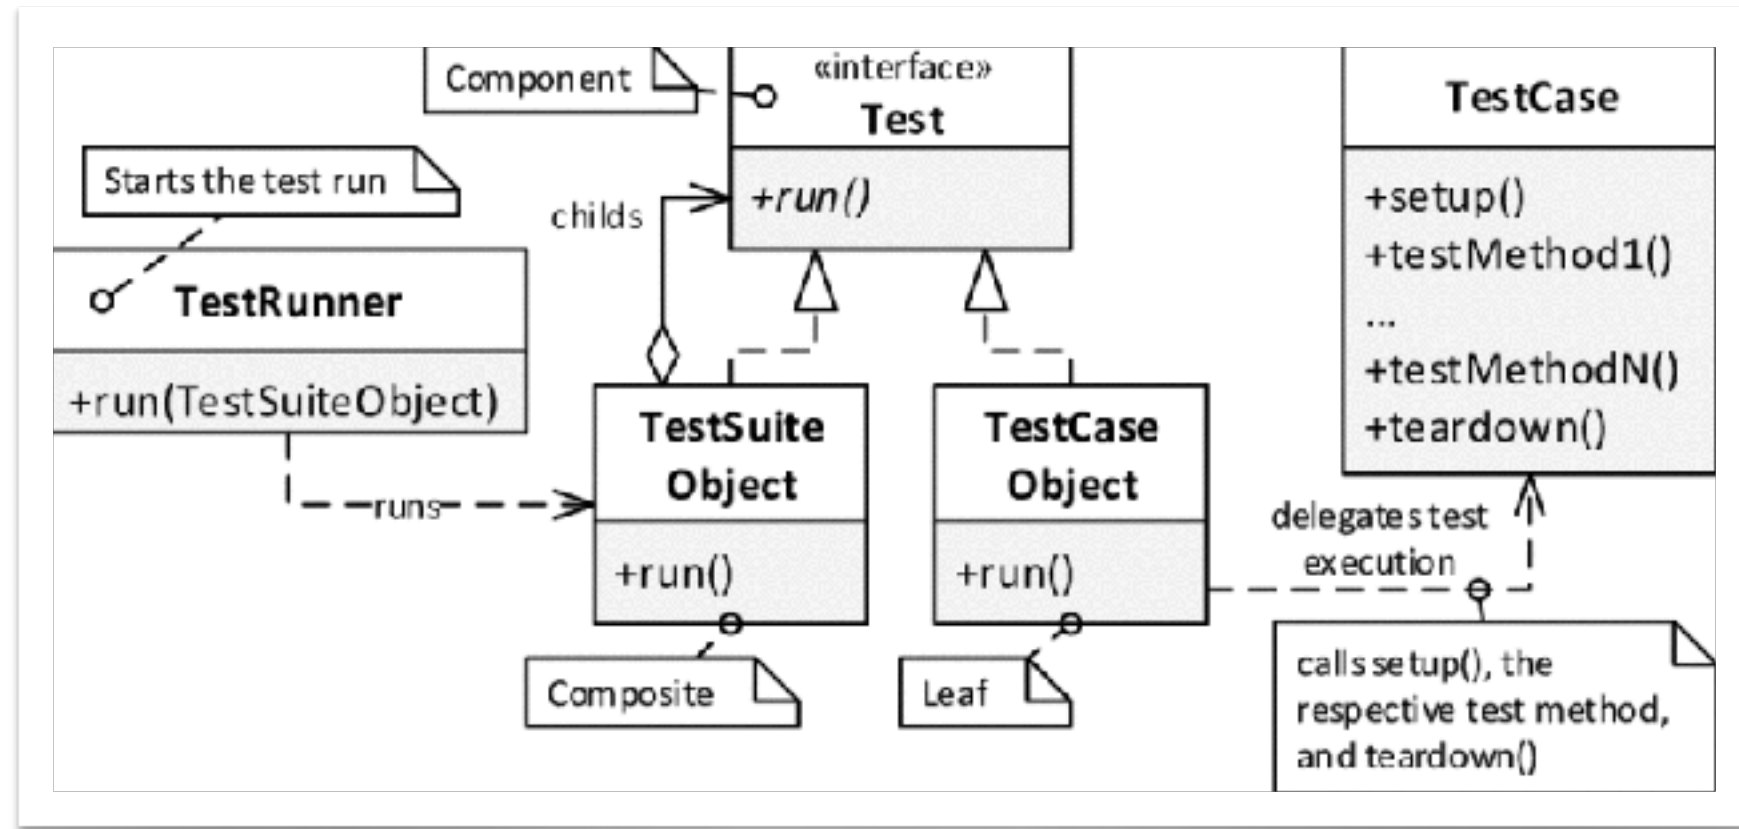 Component
«interface»
Test
+run()
childs
Starts the test run
TestRunner
+run(TestSuiteObject)
runs
TestSuite
Object
+run()
Composite
TestCase
Object
+run()
Leaf
TestCase
+setup()
+testMethod1()
...
+testMethodN()
+teardown()
delegates test
execution
calls setup(), the
respective test method,
and teardown()